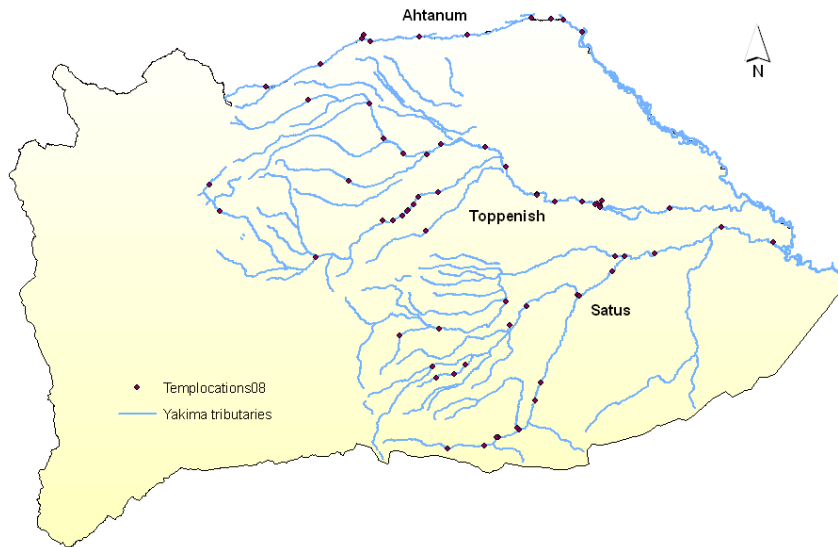 Ahtanum
N
Toppenish
Satus
Templocations08
Yakima tributaries